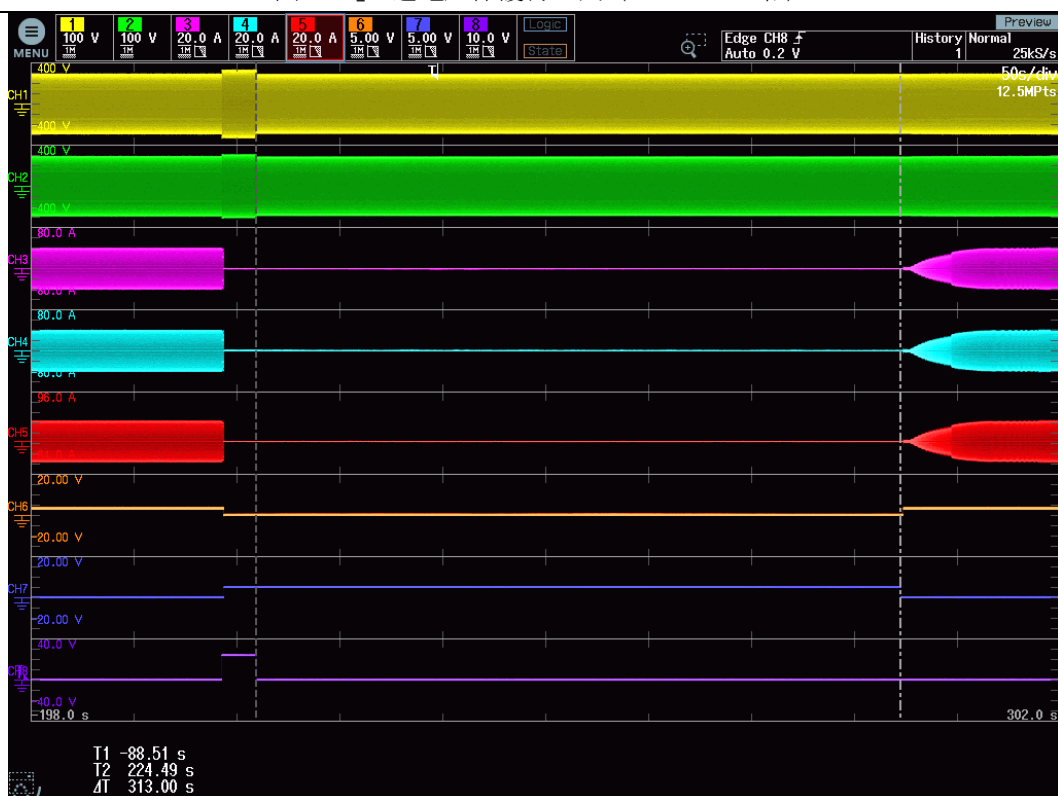 1 2 3 4 5 6 7 8 Logic Preview
100 V 100 V 20.0 A 20.0 A 20.0 A 5.00 V 5.00 V 10.0 V Edge CH8 History Normal
MENU 1M 1M 1M 1M 1M 1M 1M 1M State Auto 0.2 V 1 25kS/s
400 V T 50s/div
CH1 12.5MPts
-400 V
400 V
CH2
-400 V
80.0 A
CH3
80.0 A
CH4
96.0 A
CH5
20.00 V
CH6
-20.00 V
20.00 V
CH7
-20.00 V
40.0 V
CH8
-40.0 V
-198.0 s 302.0 s
T1 -88.51 s
T2 224.49 s
ΔT 313.00 s